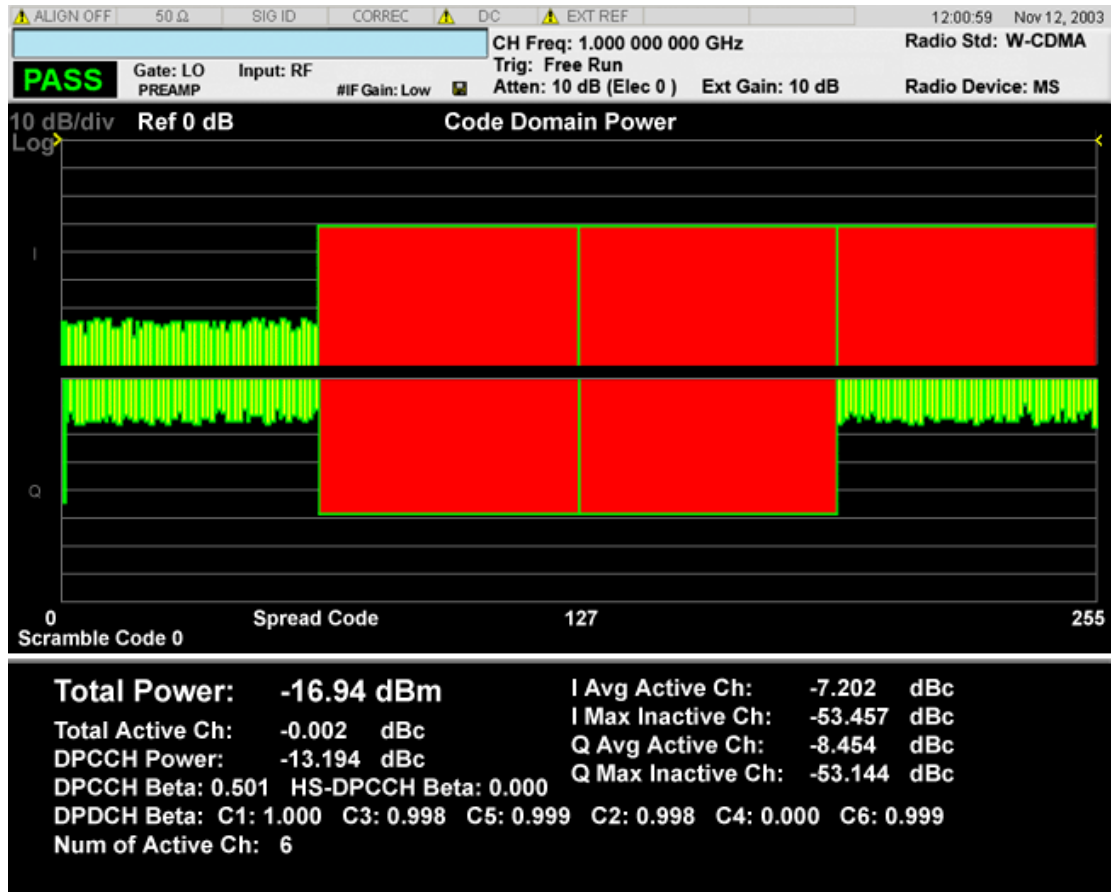 ALIGN OFF 50 Ω SIG ID CORREC DC EXT REF 12:00:59 Nov 12, 2003
CH Freq: 1.000 000 000 GHz Radio Std: W-CDMA
PASS Gate: LO Input: RF Trig: Free Run
PREAMP #IF Gain: Low Atten: 10 dB (Elec 0 ) Ext Gain: 10 dB Radio Device: MS
10 dB/div Ref 0 dB Code Domain Power
Log
I
Q
0 Spread Code 127 255
Scramble Code 0
Total Power: -16.94 dBm
Total Active Ch: -0.002 dBc
DPCCH Power: -13.194 dBc
I Avg Active Ch: -7.202 dBc
I Max Inactive Ch: -53.457 dBc
Q Avg Active Ch: -8.454 dBc
Q Max Inactive Ch: -53.144 dBc
DPCCH Beta: 0.501 HS-DPCCH Beta: 0.000
DPDCH Beta: C1: 1.000 C3: 0.998 C5: 0.999 C2: 0.998 C4: 0.000 C6: 0.999
Num of Active Ch: 6